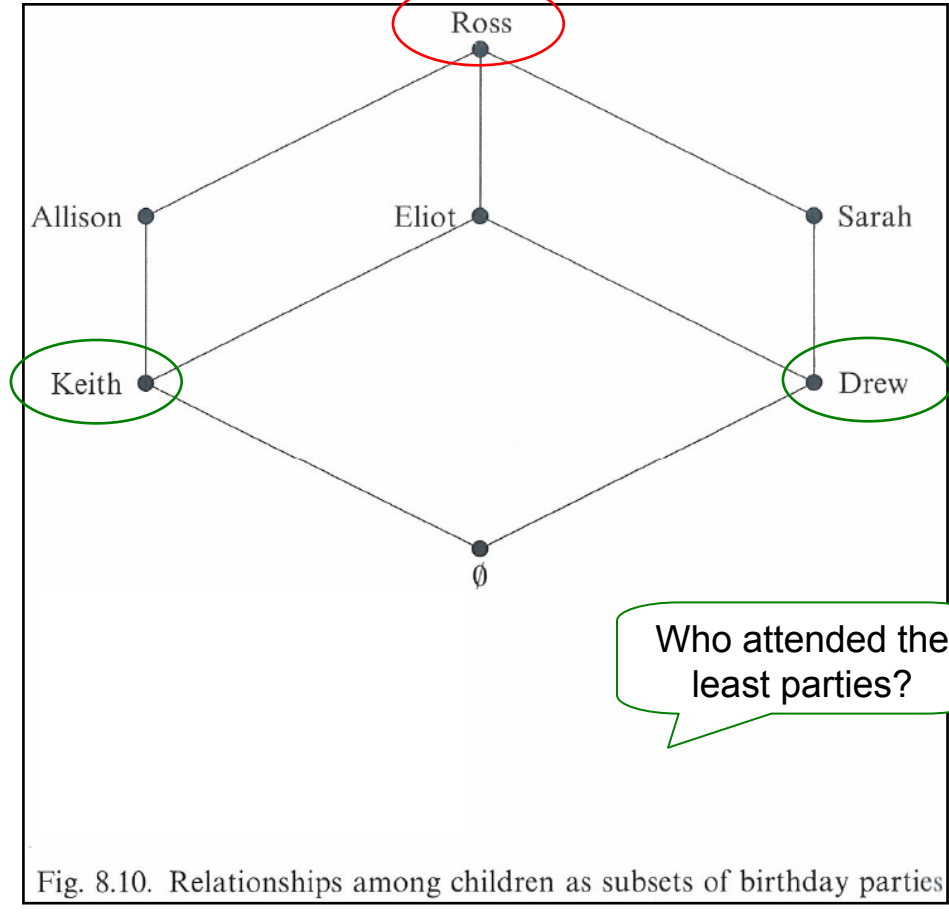 Ross
Allison
Eliot
Sarah
Keith
Drew
∅
Who attended the
least parties?
Fig. 8.10. Relationships among children as subsets of birthday parties